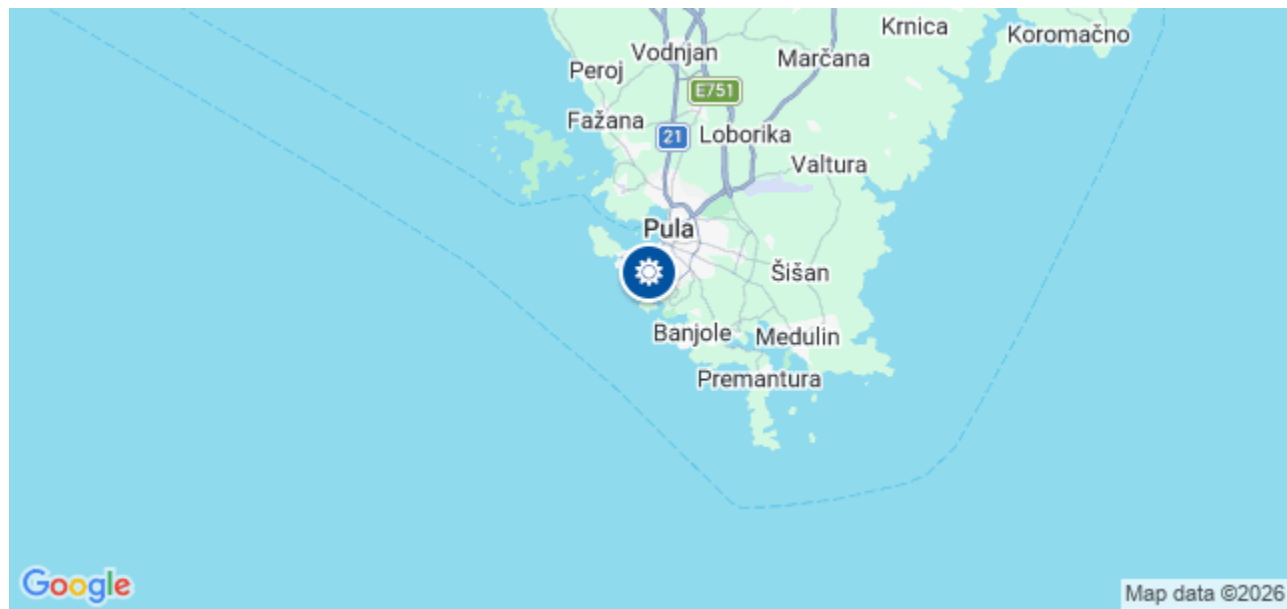 Krnica
Koromačno
Vodnjan
Marčana
Peroj
E751
Fažana
21
Loborika
Valtura
Pula
Šišan
Banjole
Medulin
Premantura
Google
Map data ©2026